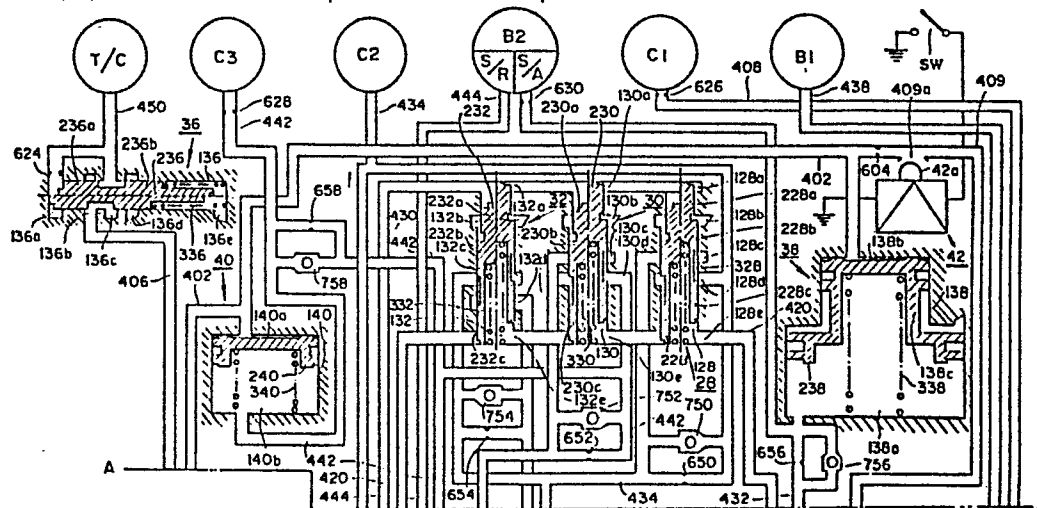 T/C C3 C2 B2 C1 B1
S/R S/A
SW
450 628 442 434 444 630 626 408 438 409a 409
232 230a 230 130a
236a 236b 236 36 136
624 658 604 402 42a
136a 136b 136c 136d 136e 336
406 402 40 758
430 442 232a 132b 232b 132c 132a 32 230b 132d
130b 30 130c 130d
128a 228a 128b 228b 128c 328 128d 228c 128e 420
38 138b 42 138
332 132 232c 330 130 128 28 130e
238 138c 338 138a
140a 140 240 340 140b 442
230c 132e 752 750 754 652 442 650 654
656 756
A
420 444 434 432